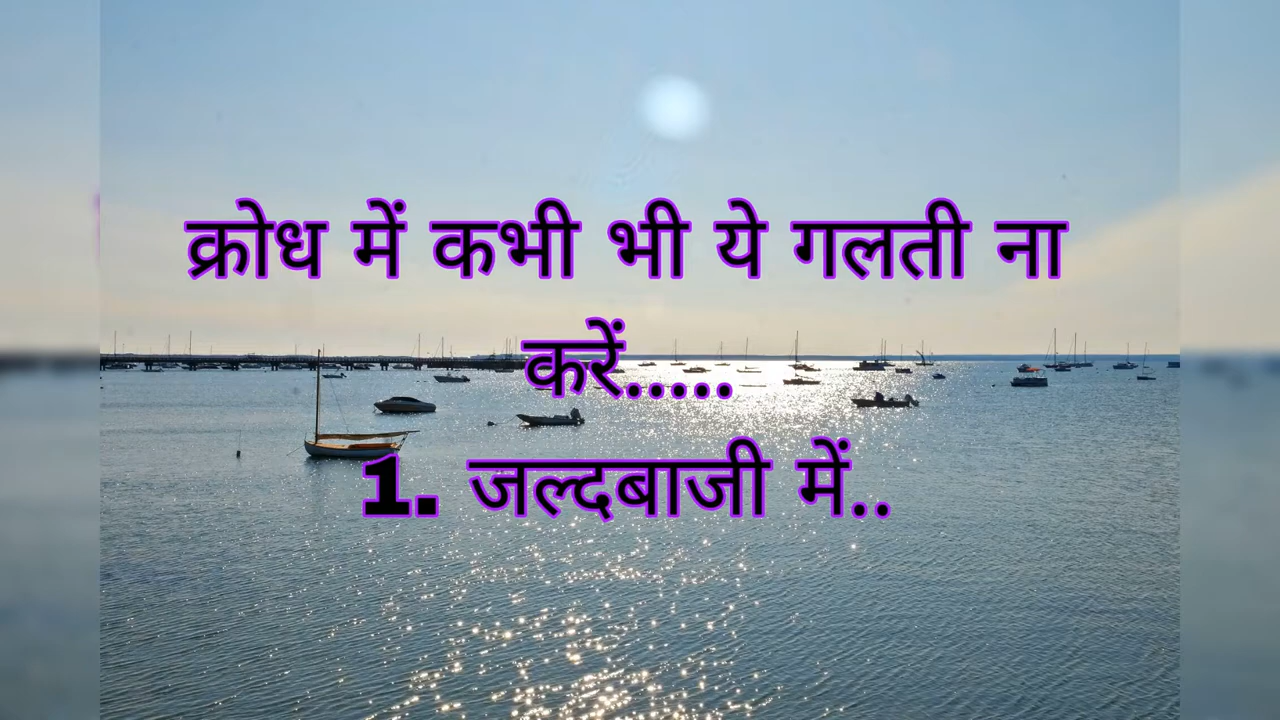 क्रोध में कभी भी ये गलती ना
करें.....
1. जल्दबाजी में..